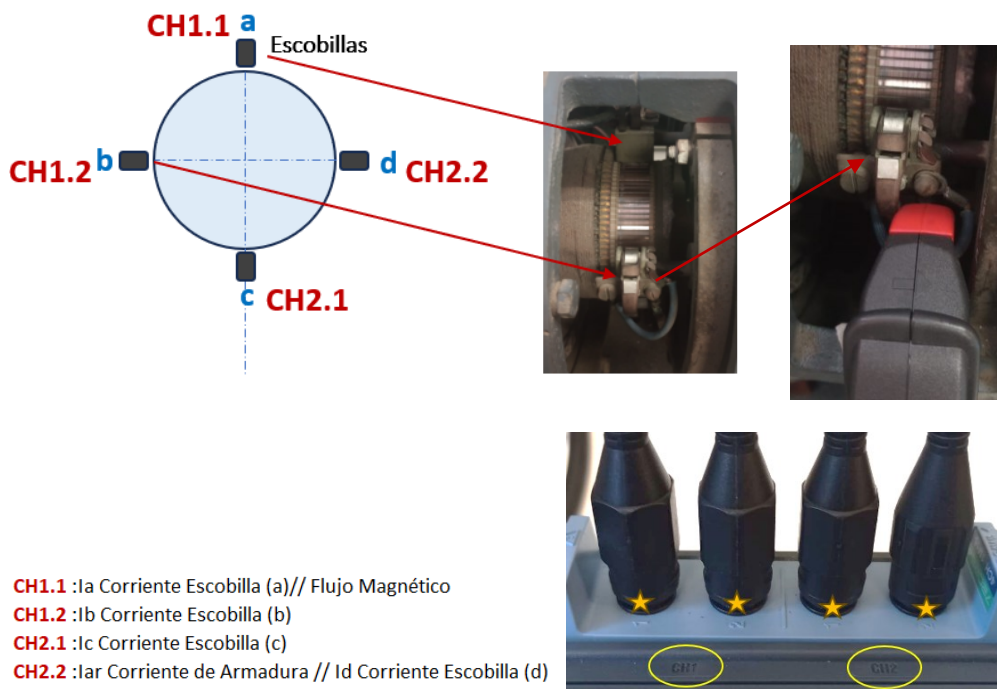 CH1.1 a
Escobillas
CH1.2 b
d CH2.2
c CH2.1
CH1 CH2
CH1.1 :Ia Corriente Escobilla (a)// Flujo Magnético
CH1.2 :Ib Corriente Escobilla (b)
CH2.1 :Ic Corriente Escobilla (c)
CH2.2 :Iar Corriente de Armadura // Id Corriente Escobilla (d)